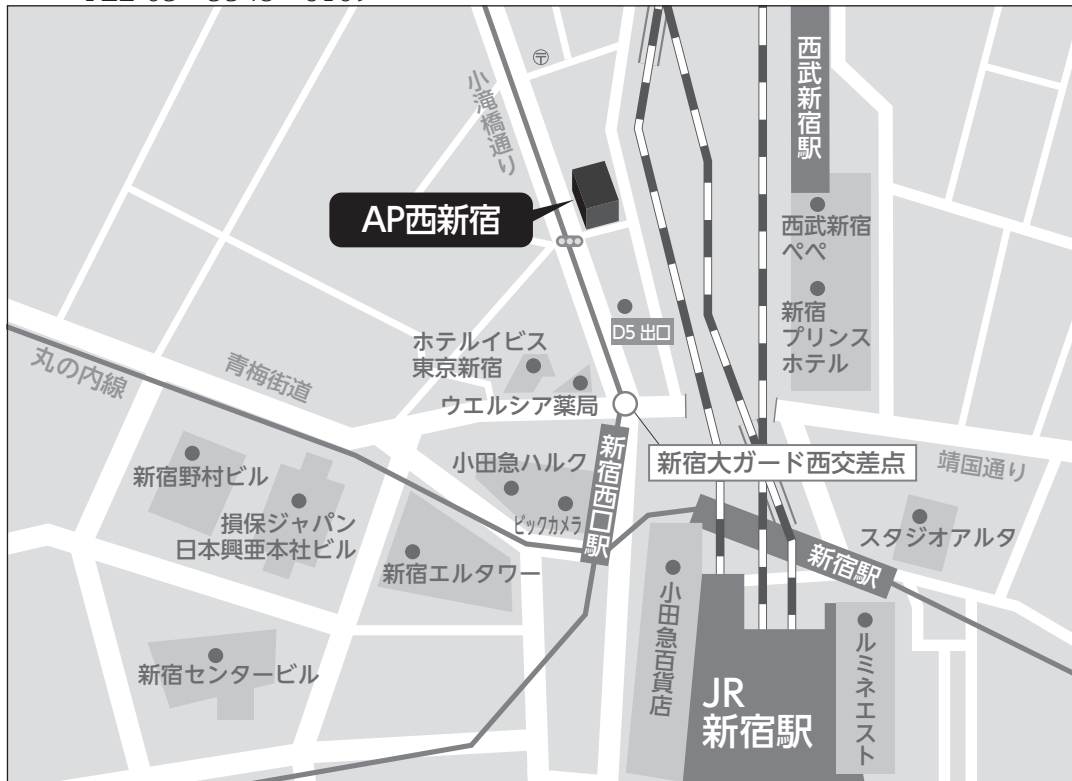 小滝橋通り
西武新宿駅
AP西新宿
西武新宿
ペペ
D5 出口
新宿
プリンス
ホテル
ホテルイビス
東京新宿
丸の内線
青梅街道
ウエルシア薬局
新宿大ガード西交差点
靖国通り
新宿西口駅
小田急ハルク
ビックカメラ
新宿野村ビル
損保ジャパン
日本興亜本社ビル
新宿エルタワー
スタジオアルタ
新宿駅
小田急百貨店
ルミネエスト
新宿センタービル
JR
新宿駅